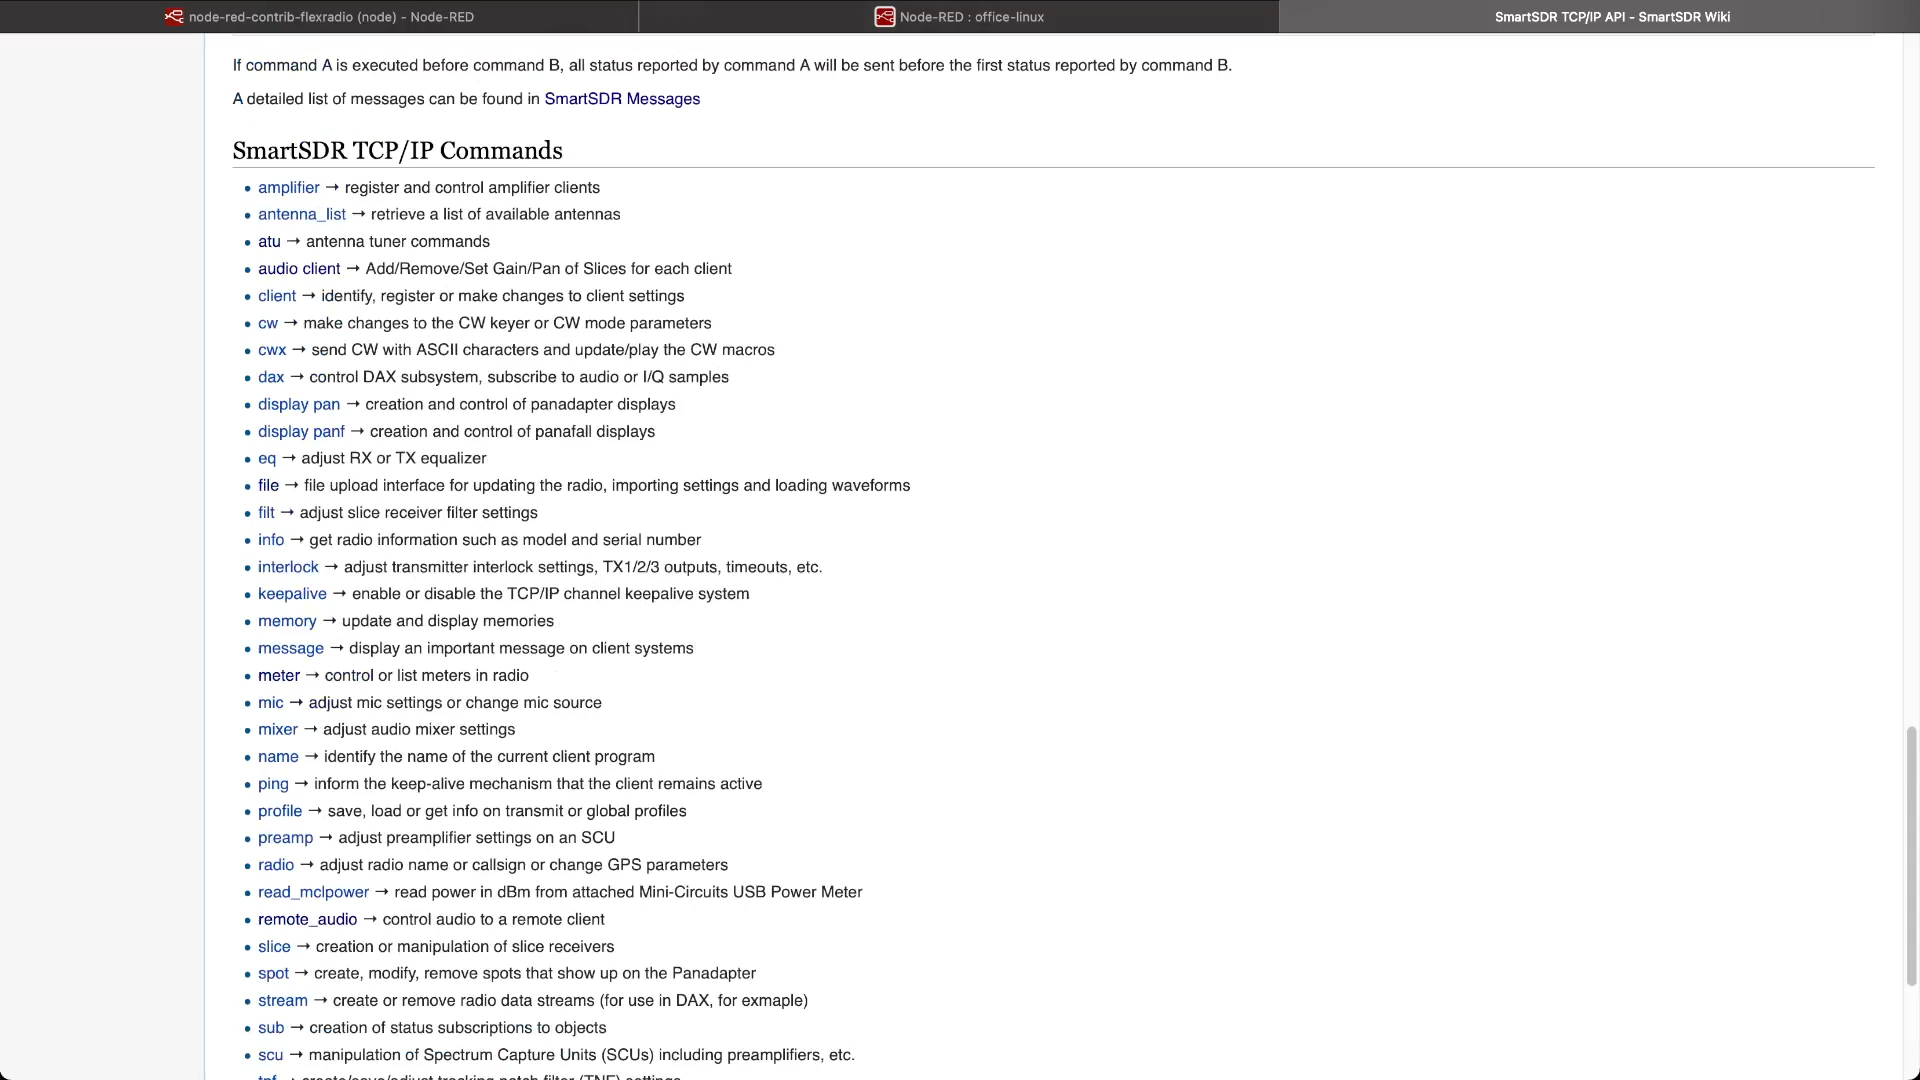 node-red-contrib-flexradio (node) - Node-RED
Node-RED : office-linux
SmartSDR TCP/IP API - SmartSDR Wiki
If command A is executed before command B, all status reported by command A will be sent before the first status reported by command B.
A detailed list of messages can be found in SmartSDR Messages
SmartSDR TCP/IP Commands
• amplifier → register and control amplifier clients
• antenna_list → retrieve a list of available antennas
• atu → antenna tuner commands
• audio client → Add/Remove/Set Gain/Pan of Slices for each client
• client → identify, register or make changes to client settings
• cw → make changes to the CW keyer or CW mode parameters
• cwx → send CW with ASCII characters and update/play the CW macros
• dax → control DAX subsystem, subscribe to audio or I/Q samples
• display pan → creation and control of panadapter displays
• display panf → creation and control of panafall displays
• eq → adjust RX or TX equalizer
• file → file upload interface for updating the radio, importing settings and loading waveforms
• filt → adjust slice receiver filter settings
• info → get radio information such as model and serial number
• interlock → adjust transmitter interlock settings, TX1/2/3 outputs, timeouts, etc.
• keepalive → enable or disable the TCP/IP channel keepalive system
• memory → update and display memories
• message → display an important message on client systems
• meter → control or list meters in radio
• mic → adjust mic settings or change mic source
• mixer → adjust audio mixer settings
• name → identify the name of the current client program
• ping → inform the keep-alive mechanism that the client remains active
• profile → save, load or get info on transmit or global profiles
• preamp → adjust preamplifier settings on an SCU
• radio → adjust radio name or callsign or change GPS parameters
• read_mclpower → read power in dBm from attached Mini-Circuits USB Power Meter
• remote_audio → control audio to a remote client
• slice → creation or manipulation of slice receivers
• spot → create, modify, remove spots that show up on the Panadapter
• stream → create or remove radio data streams (for use in DAX, for exmaple)
• sub → creation of status subscriptions to objects
• scu → manipulation of Spectrum Capture Units (SCUs) including preamplifiers, etc.
tnf → create/save/adjust tracking notch filter (TNF) settings